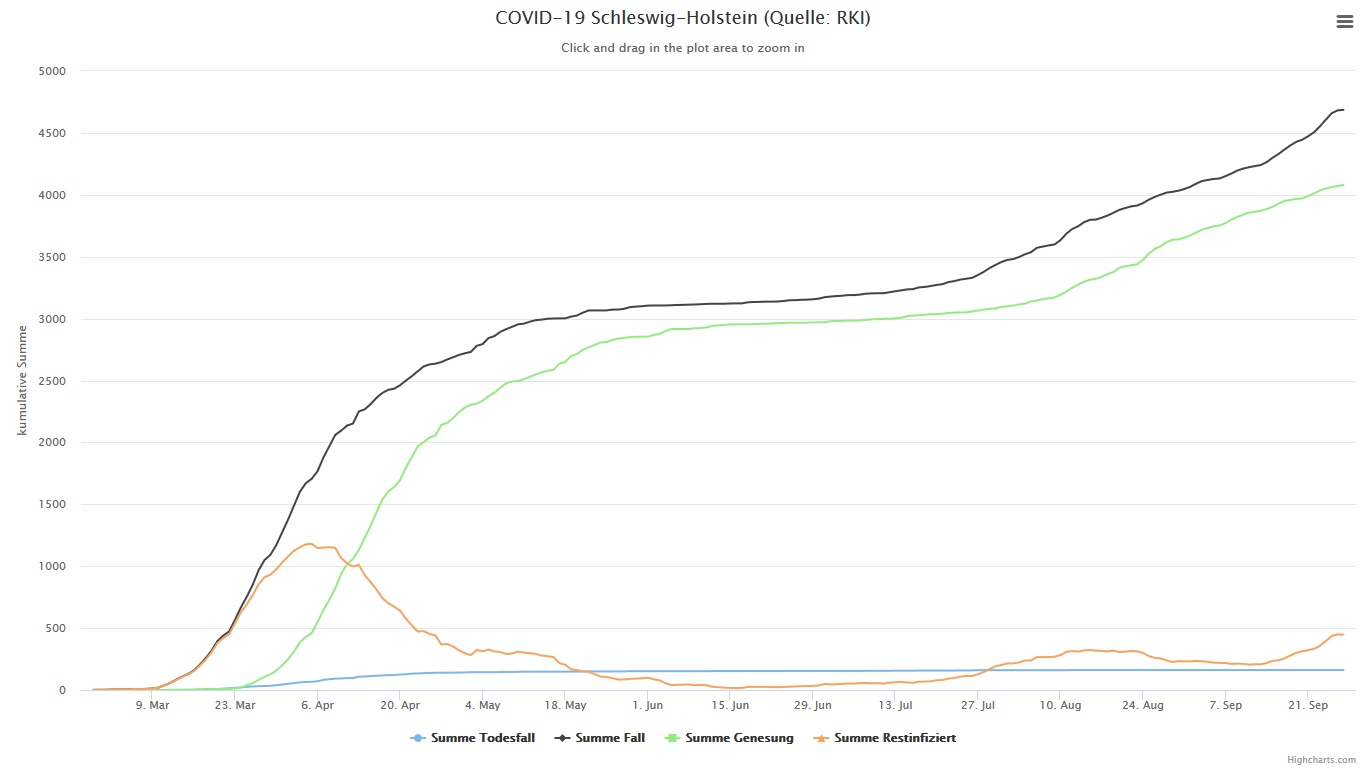 COVID-19 Schleswig-Holstein (Quelle: RKI)
Click and drag in the plot area to zoom in
kumulative Summe
5000
4500
4000
3500
3000
2500
2000
1500
1000
500
0
9. Mar 23. Mar 6. Apr 20. Apr 4. May 18. May 1. Jun 15. Jun 29. Jun 13. Jul 27. Jul 10. Aug 24. Aug 7. Sep 21. Sep
Summe Todesfall Summe Fall Summe Genesung Summe Restinfiziert
Highcharts.com